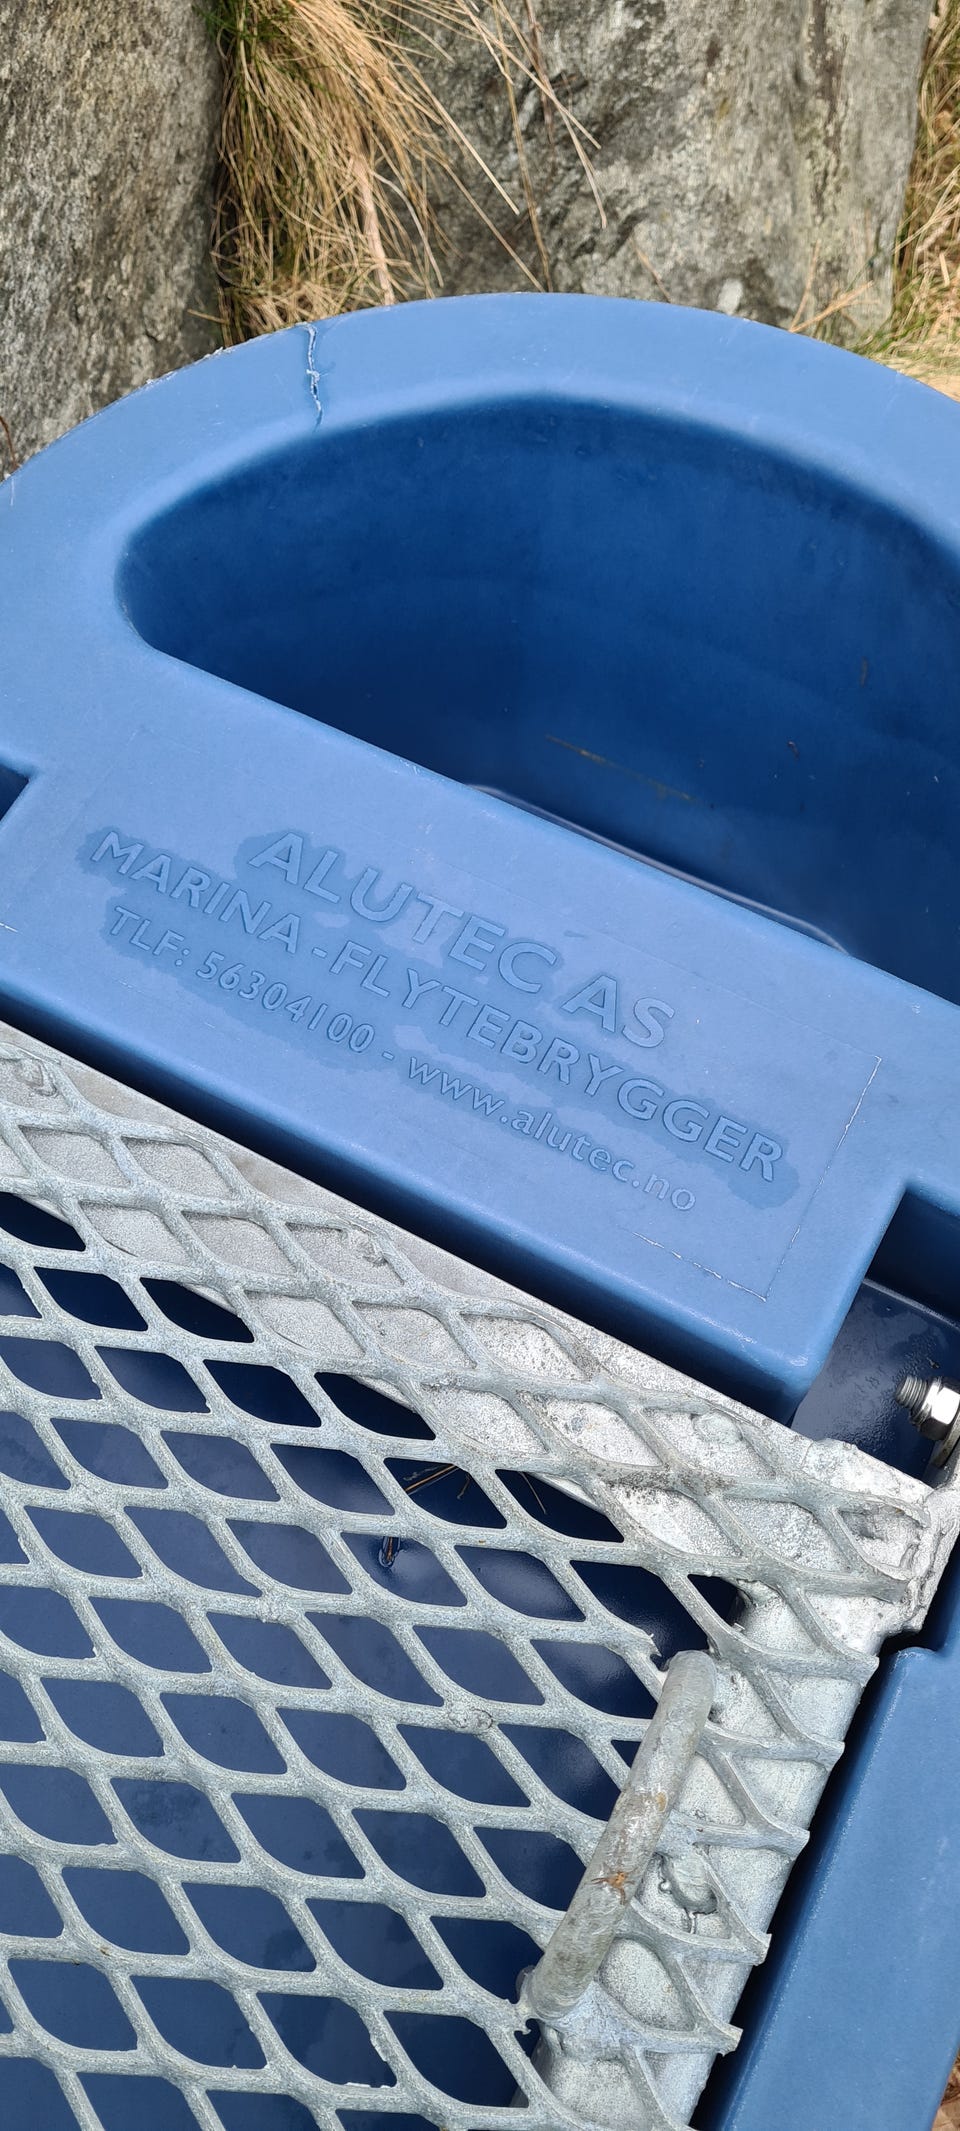 ALUTEC AS
MARINA - FLYTEBRYGGER
TLF: 56304100 - www.alutec.no